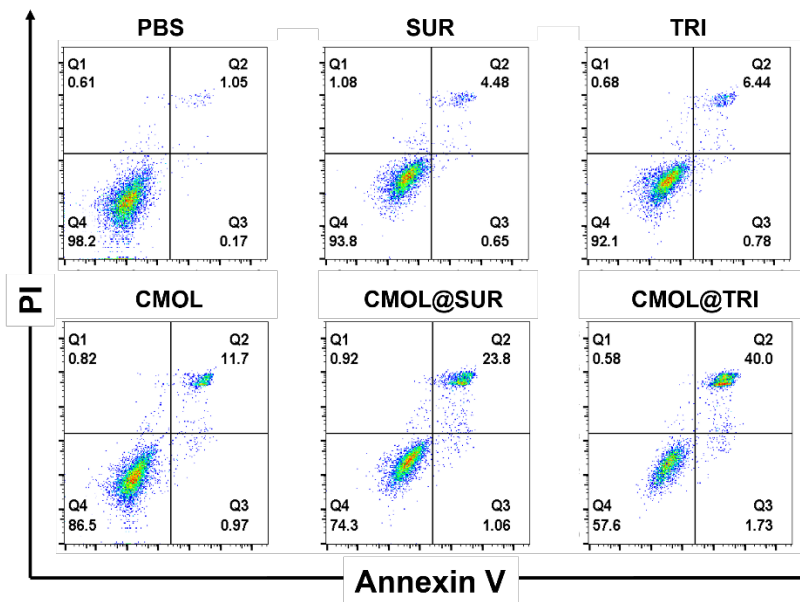 PBS
SUR
TRI
Q1
0.61
Q2
1.05
Q4
98.2
Q3
0.17
Q1
1.08
Q2
4.48
Q4
93.8
Q3
0.65
Q1
0.68
Q2
6.44
Q4
92.1
Q3
0.78
PI
CMOL
CMOL@SUR
CMOL@TRI
Q1
0.82
Q2
11.7
Q4
86.5
Q3
0.97
Q1
0.92
Q2
23.8
Q4
74.3
Q3
1.06
Q1
0.58
Q2
40.0
Q4
57.6
Q3
1.73
Annexin V